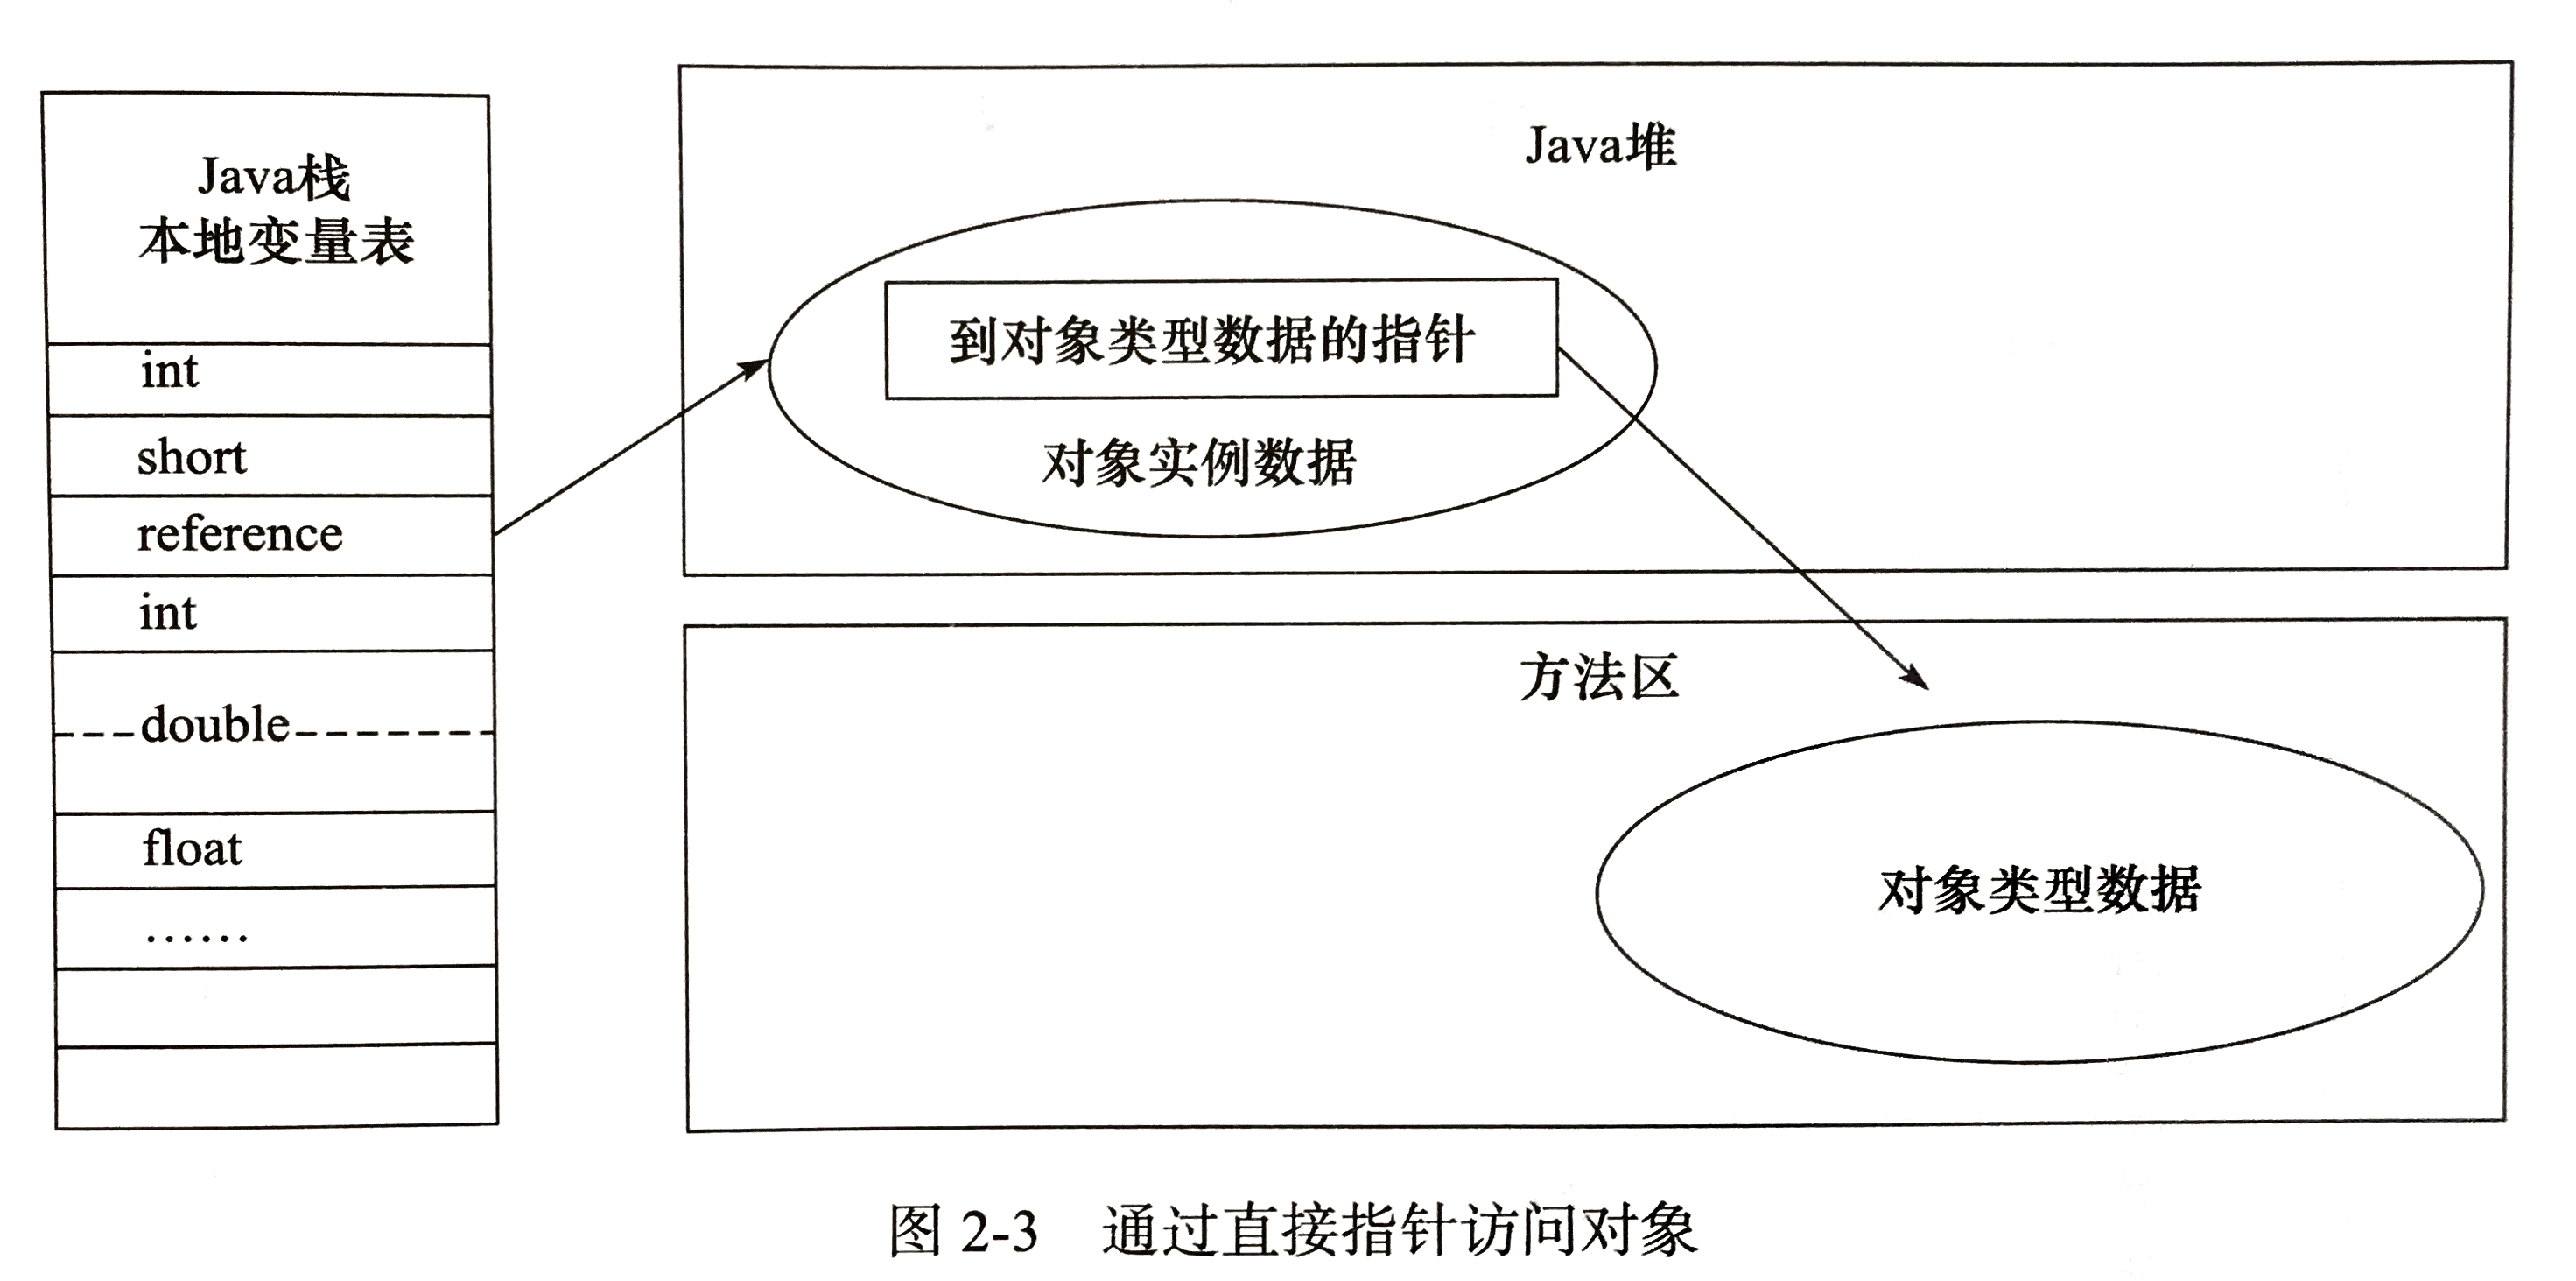 Java栈
本地变量表
int
short
reference
int
double
float
……
Java堆
到对象类型数据的指针
对象实例数据
方法区
对象类型数据
图 2-3 通过直接指针访问对象